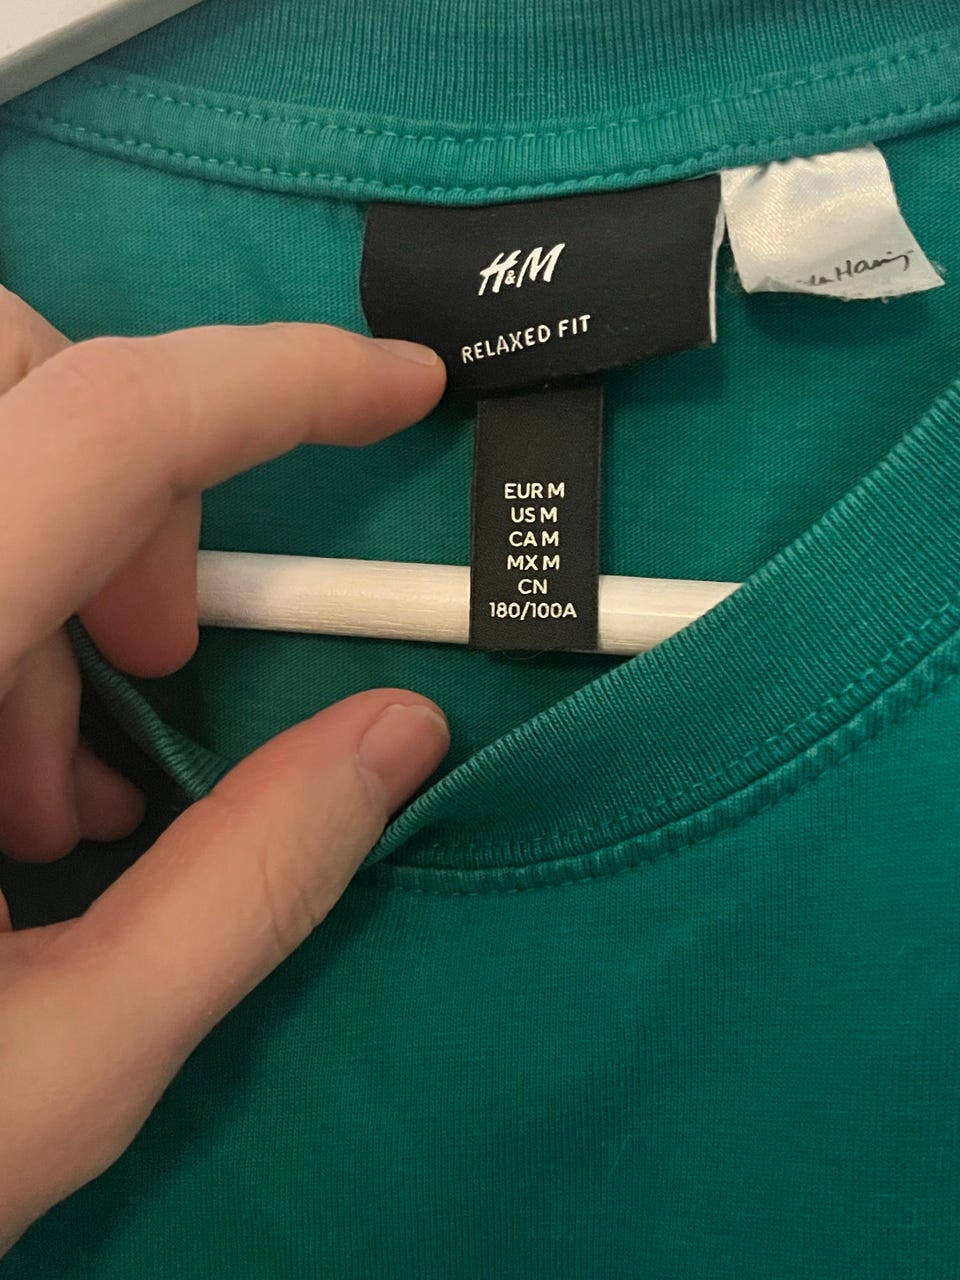 H&M
RELAXED FIT
EUR M
US M
CA M
MX M
CN
180/100A